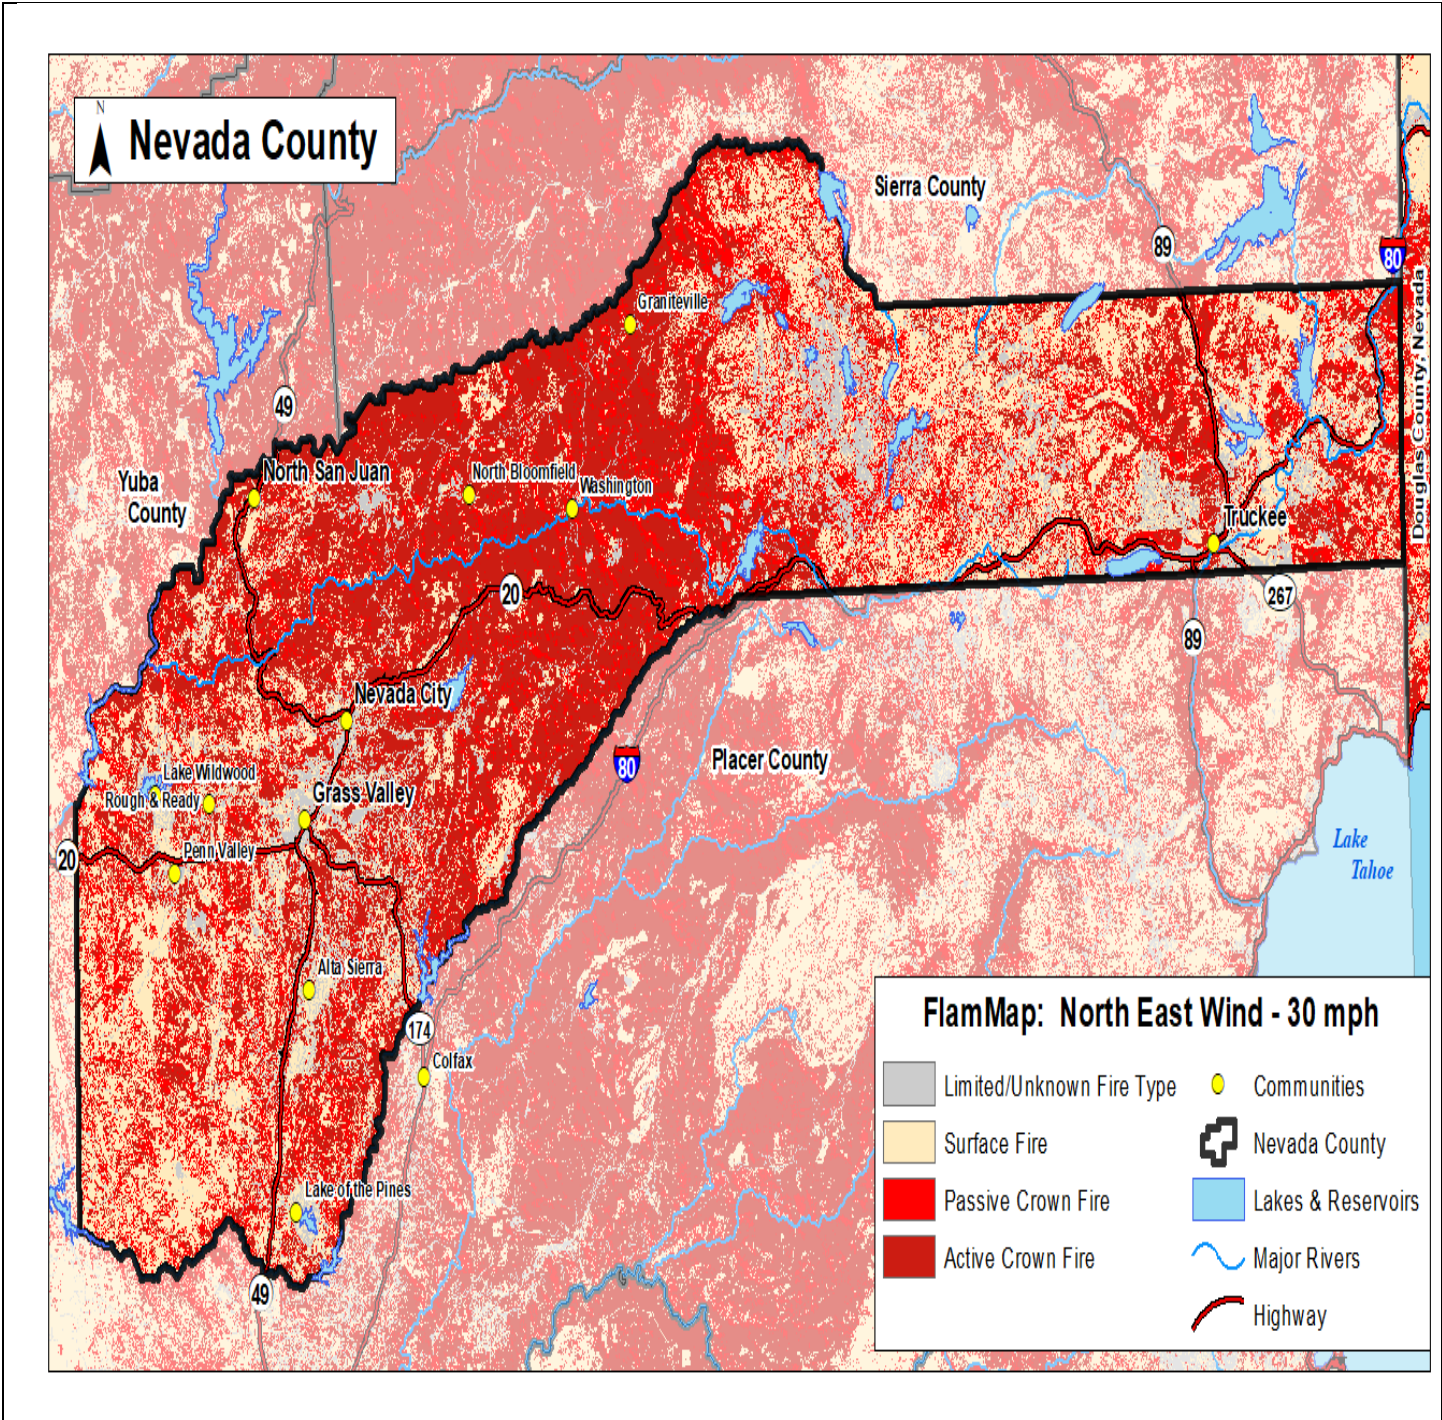 N
Nevada County
Sierra County
89
80
Douglas County, Nevada
Graniteville
49
North San Juan
North Bloomfield
Washington
Yuba
County
Truckee
20
267
89
Nevada City
Placer County
80
Lake Wildwood
Rough & Ready
Grass Valley
Penn Valley
20
Lake
Tahoe
Alta Sierra
174
Colfax
Lake of the Pines
49
FlamMap: North East Wind - 30 mph
Limited/Unknown Fire Type
Surface Fire
Passive Crown Fire
Active Crown Fire
Communities
Nevada County
Lakes & Reservoirs
Major Rivers
Highway